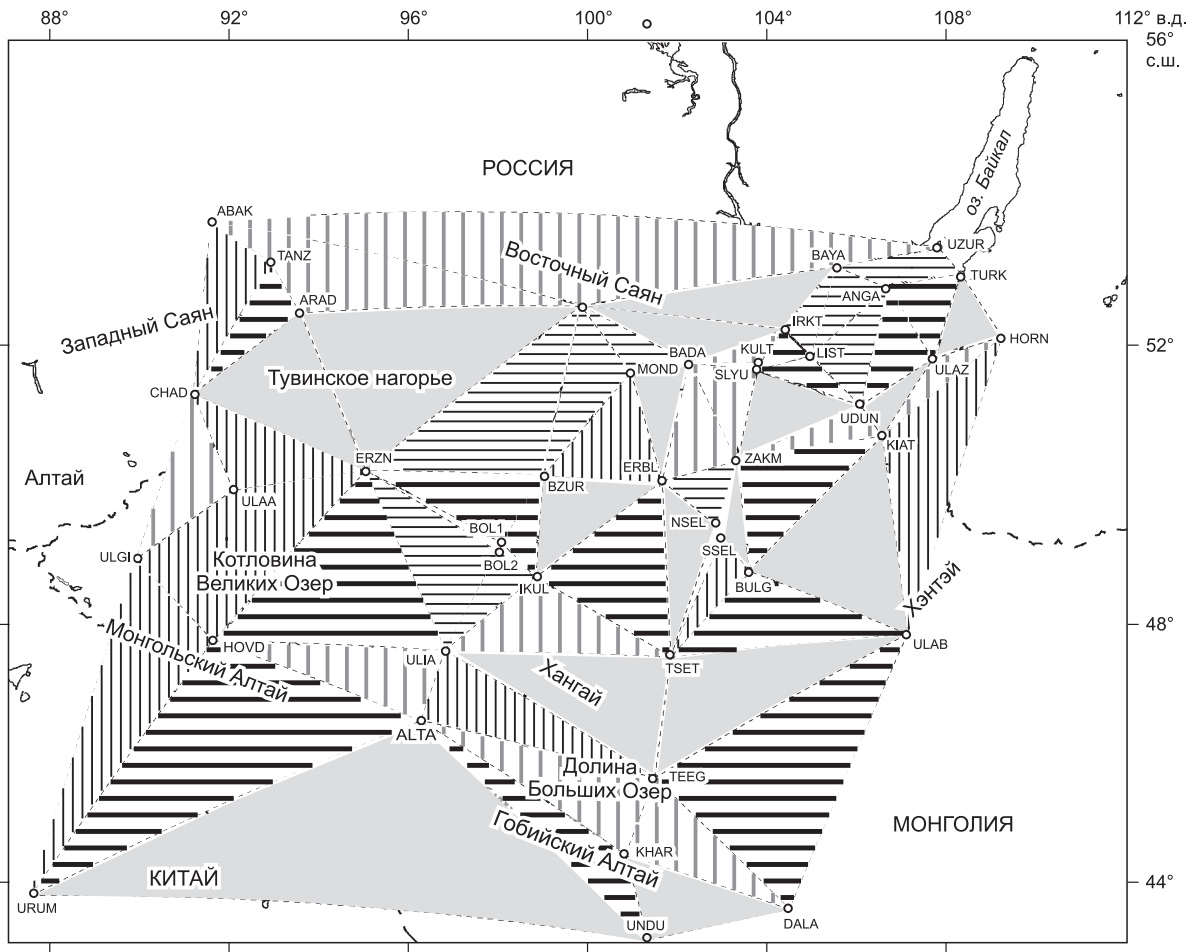 88° 92° 96° 100° 104° 108° 112° в.д.
56°
с.ш.
РОССИЯ
оз. Байкал
ABAK
UZUR
Восточный Саян
BAYA
TANZ
TURK
ANGA
ARAD
Западный Саян
IRKT
HORN
52°
KULT
LIST
BADA
MOND
SLYU
ULAZ
Тувинское нагорье
CHAD
UDUN
KIAT
ERZN
ZAKM
ERBL
Алтай
BZUR
ULAA
NSEL
BOL1
SSEL
ULGI
Котловина
Великих Озер
BOL2
IKUL
BULG
Хэнтэй
48°
Монгольский Алтай
HOVD
ULAB
ULIA
TSET
Хангай
ALTA
Долина
Больших Озер
TEEG
Гобийский Алтай
МОНГОЛИЯ
KHAR
КИТАЙ
44°
URUM
UNDU
DALA